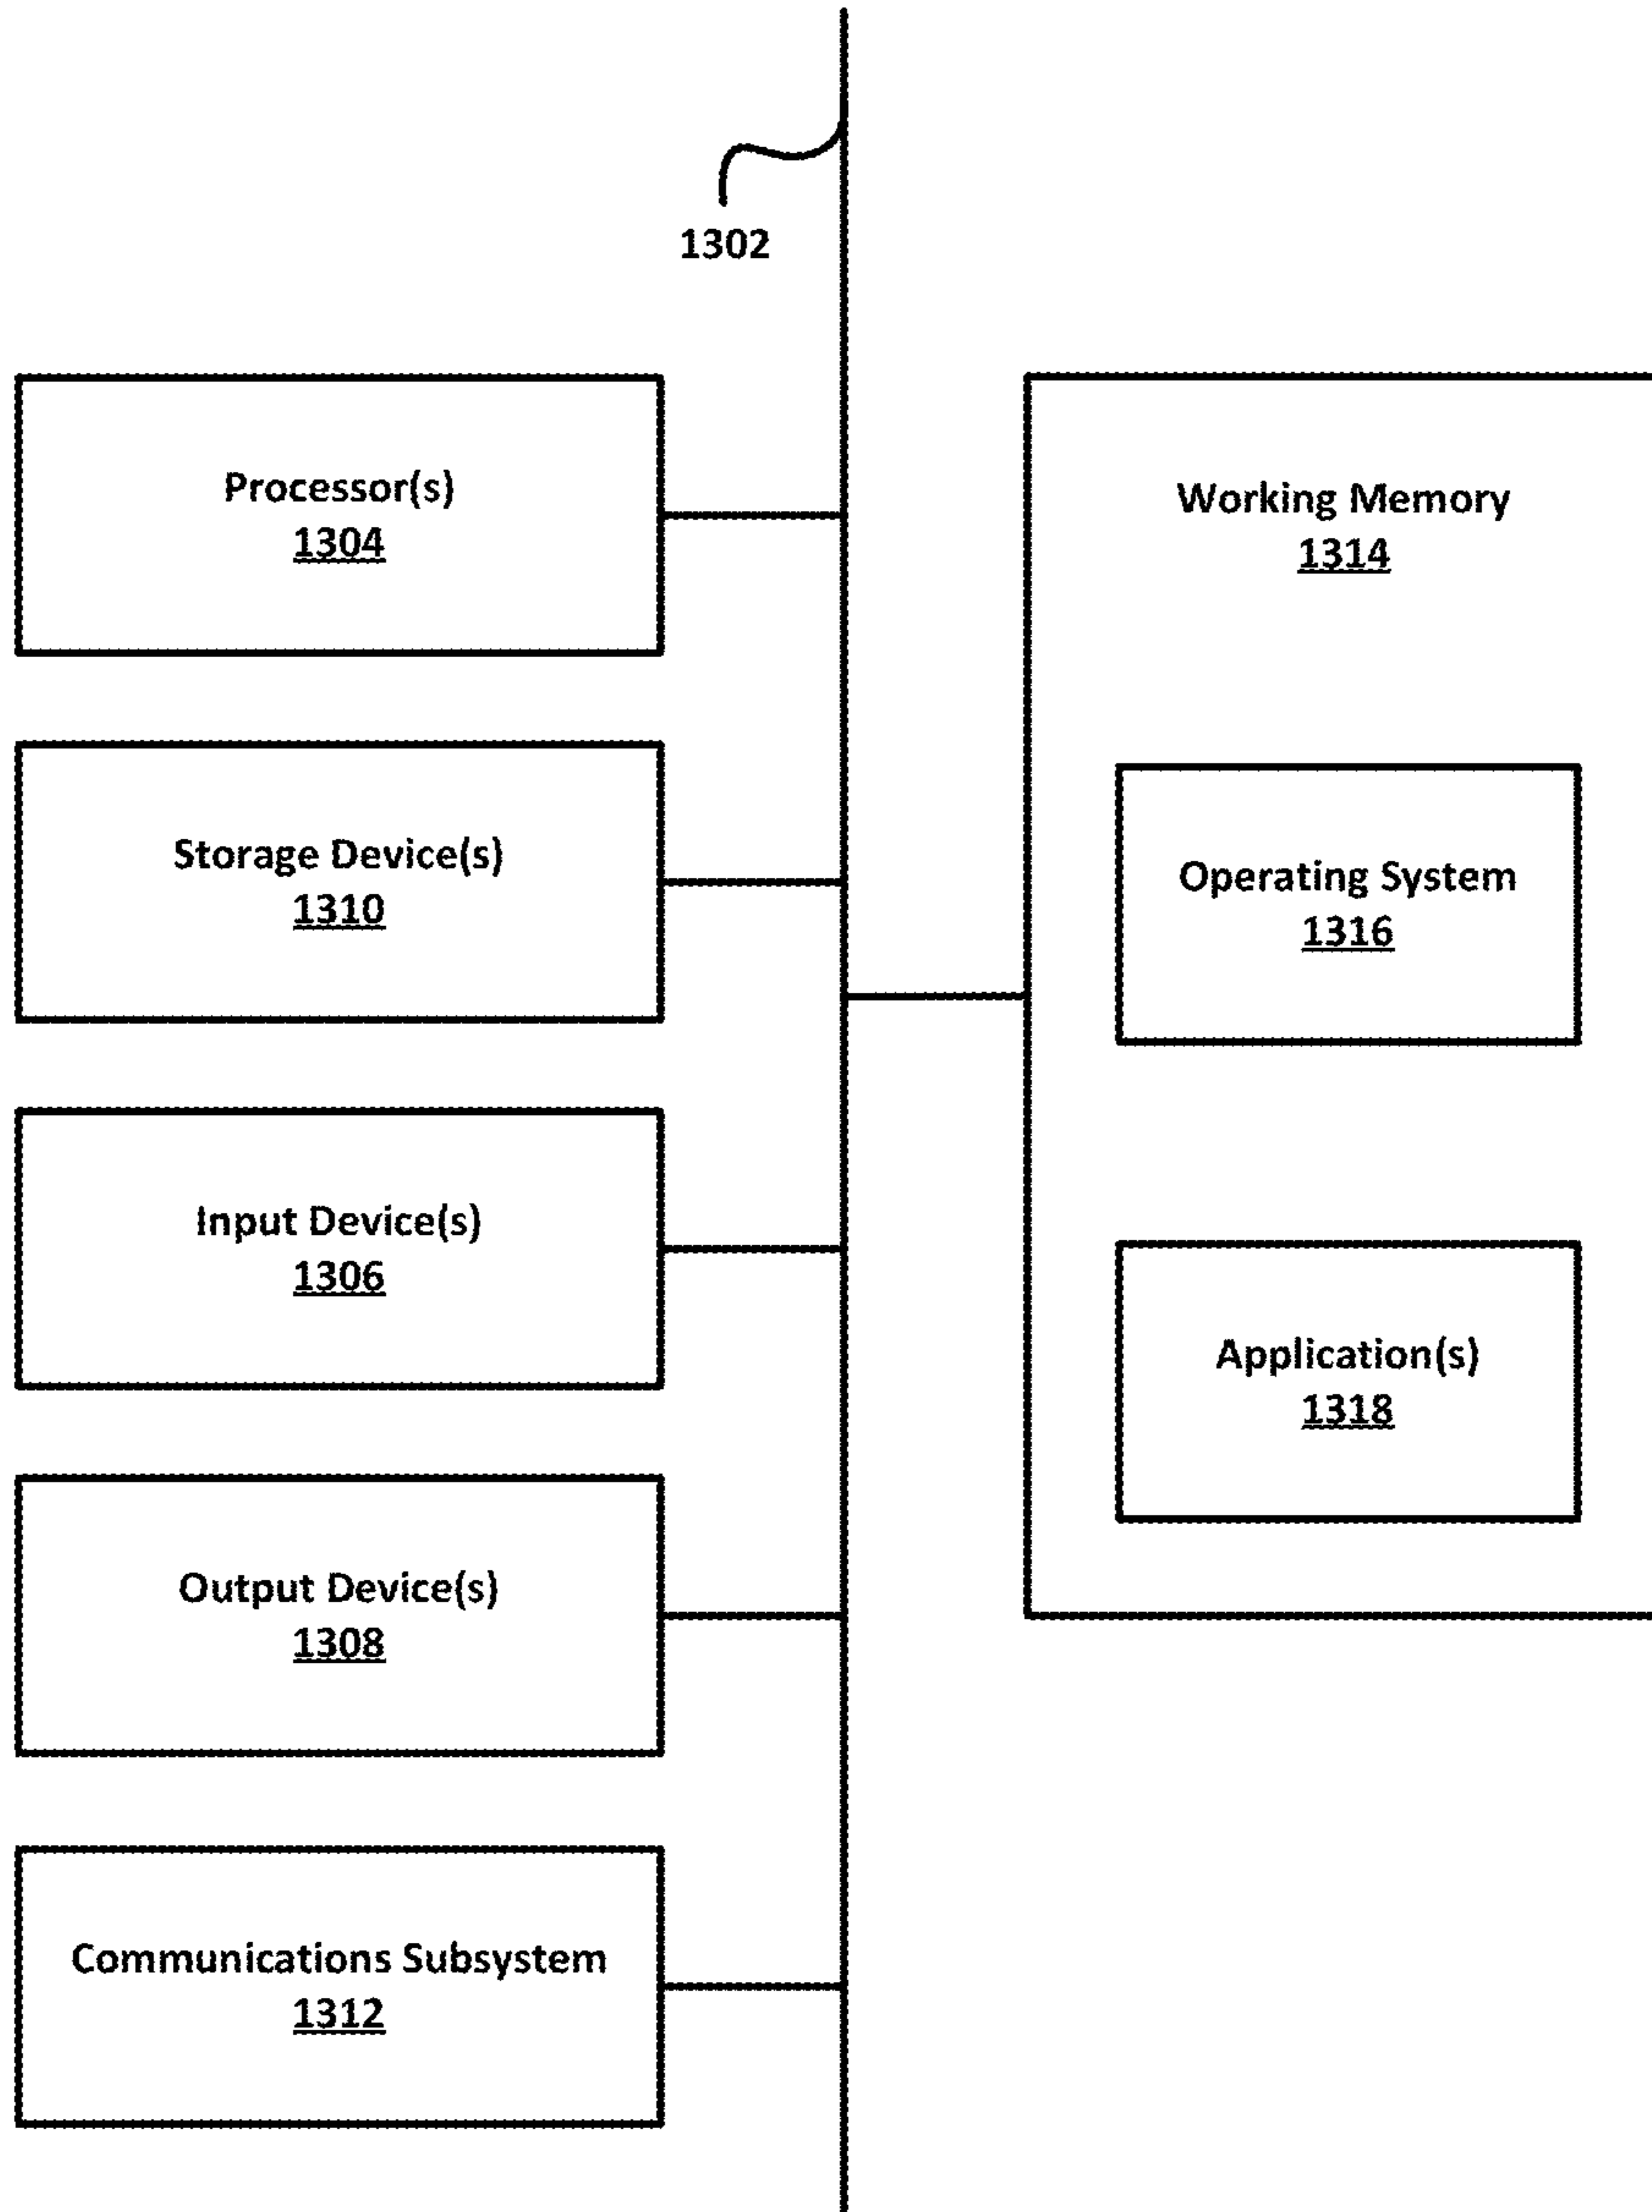 1302
Processor(s)
1304
Storage Device(s)
1310
Input Device(s)
1306
Output Device(s)
1308
Communications Subsystem
1312
Working Memory
1314
Operating System
1316
Application(s)
1318